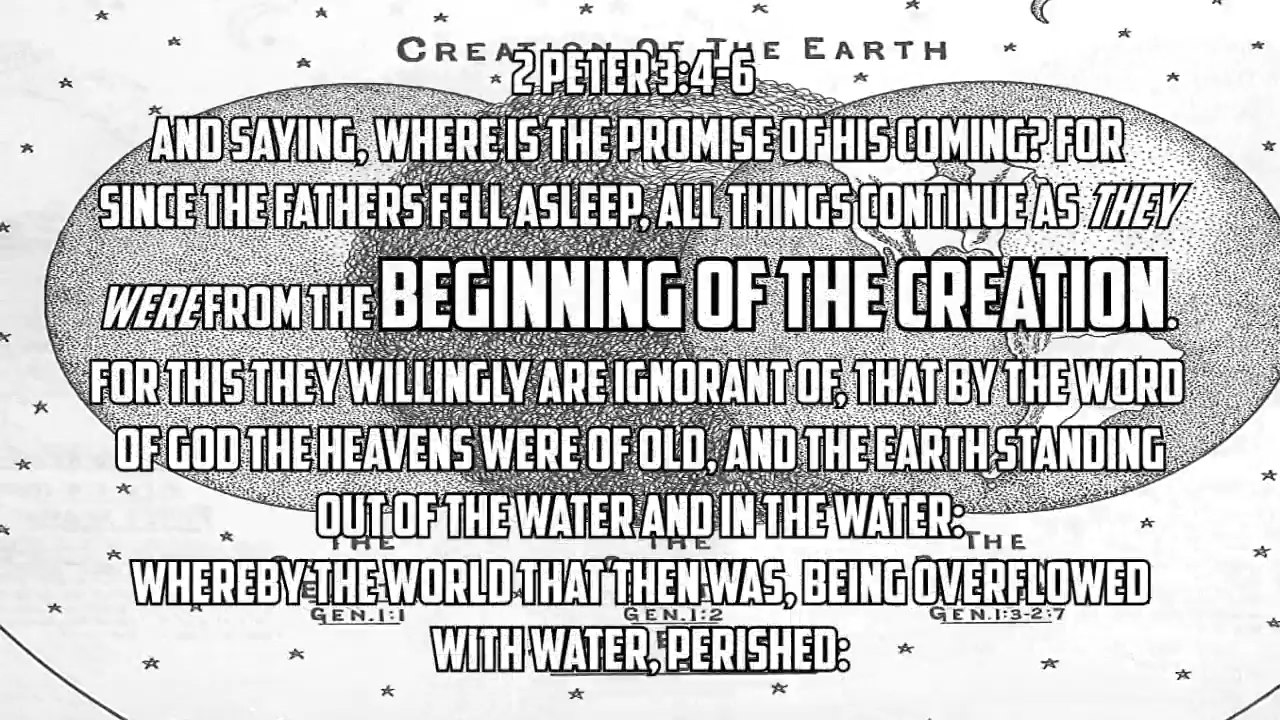 CREATION OF THE EARTH
2 PETER 3:4-6
AND SAYING, WHERE IS THE PROMISE OF HIS COMING? FOR
SINCE THE FATHERS FELL ASLEEP, ALL THINGS CONTINUE AS THEY
WERE FROM THE BEGINNING OF THE CREATION.
FOR THIS THEY WILLINGLY ARE IGNORANT OF, THAT BY THE WORD
OF GOD THE HEAVENS WERE OF OLD, AND THE EARTH STANDING
OUT OF THE WATER AND IN THE WATER:
THE THE THE
WHEREBY THE WORLD THAT THEN WAS, BEING OVERFLOWED
GEN.1:1 GEN.1:2 GEN.1:3-2:7
WITH WATER, PERISHED: